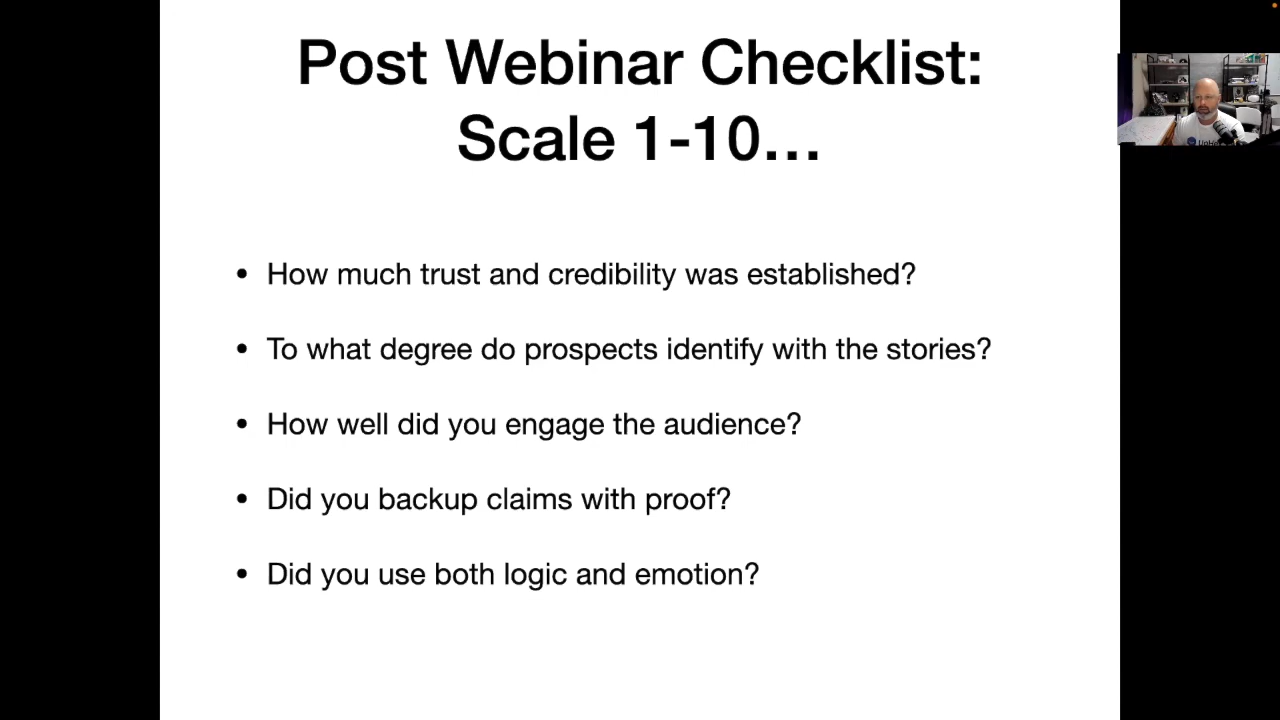 Post Webinar Checklist:
Scale 1-10…
• How much trust and credibility was established?
• To what degree do prospects identify with the stories?
• How well did you engage the audience?
• Did you backup claims with proof?
• Did you use both logic and emotion?